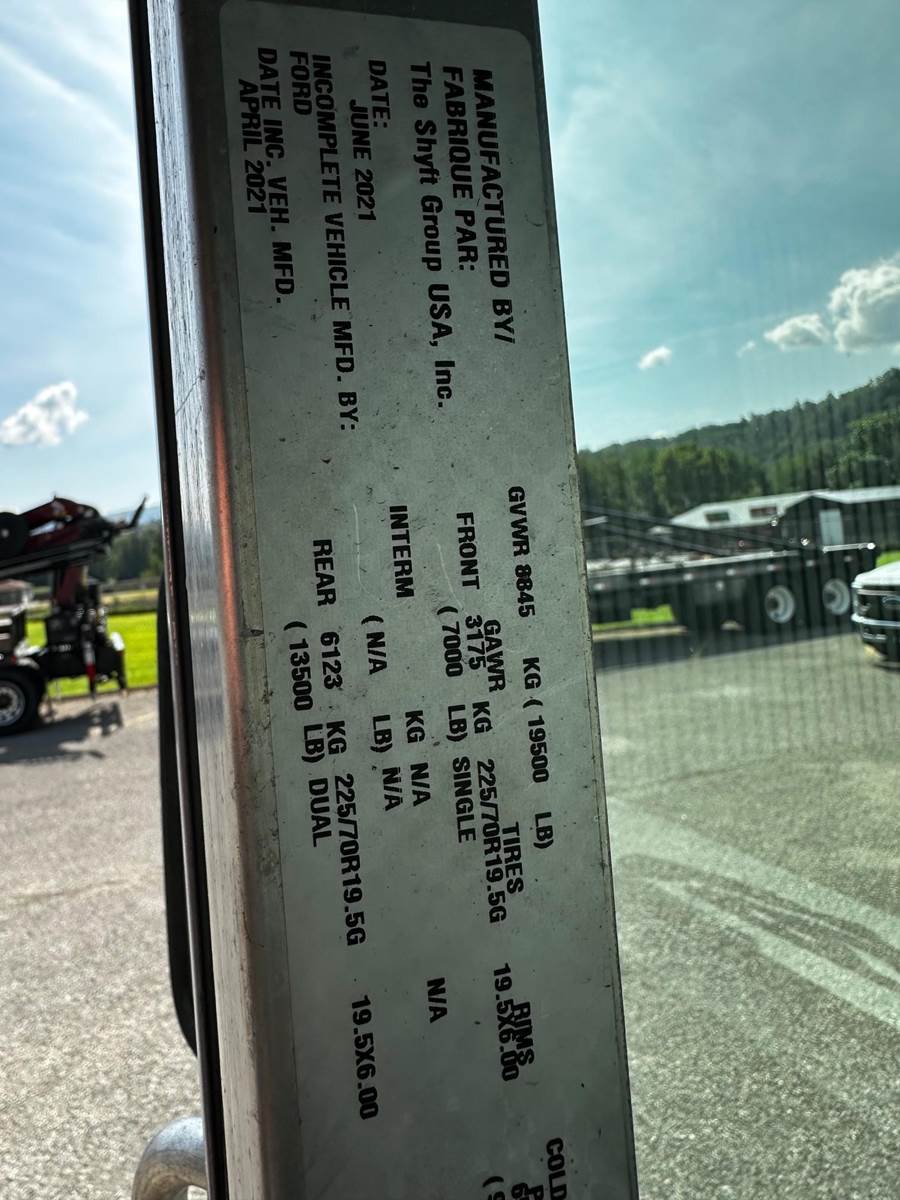 MANUFACTURED BY/
FABRIQUE PAR:
The Shyft Group USA, Inc.
DATE:
JUNE 2021
INCOMPLETE VEHICLE MFD. BY:
FORD
DATE INC. VEH. MFD.
APRIL 2021
GVWR 8845 KG ( 19500 LB)
GAWR TIRES RIMS COLD
FRONT 3175 KG 225/70R19.5G 19.5X6.00
( 7000 LB) SINGLE
INTERM KG N/A N/A
( N/A LB) N/A
REAR 6123 KG 225/70R19.5G 19.5X6.00
( 13500 LB) DUAL